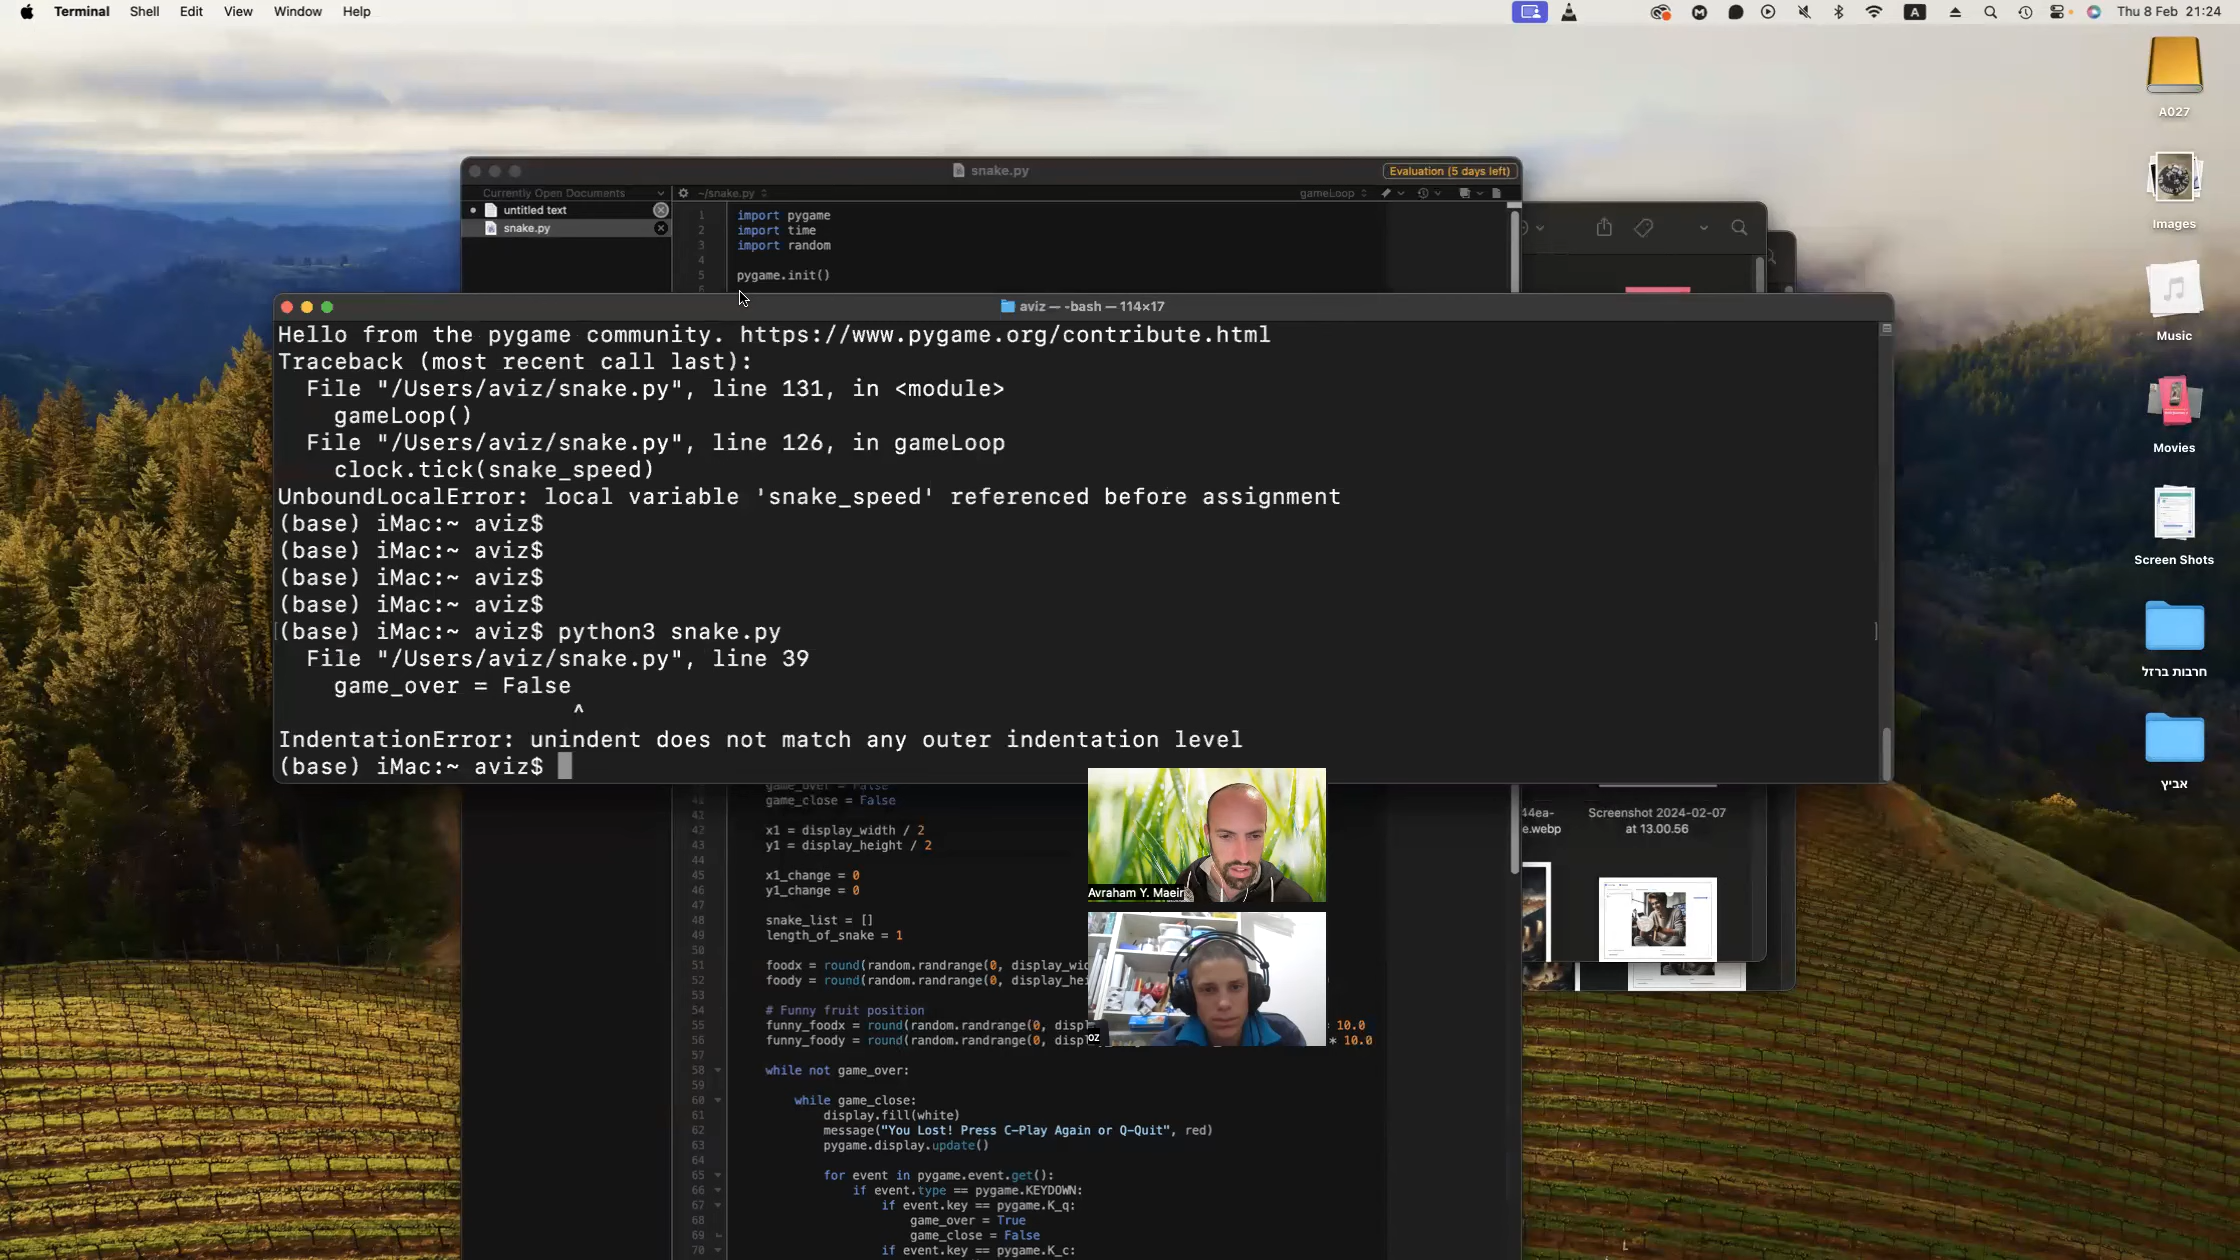 Terminal Shell Edit View Window Help
A Thu 8 Feb 21:24
A027
Images
Music
Movies
Screen Shots
חרבות ברזל
אביץ
snake.py
Evaluation (5 days left)
Currently Open Documents
~/snake.py
gameLoop
untitled text
snake.py
1 import pygame
2 import time
3 import random
4
5 pygame.init()
aviz — -bash — 114×17
Hello from the pygame community. https://www.pygame.org/contribute.html
Traceback (most recent call last):
File "/Users/aviz/snake.py", line 131, in <module>
gameLoop()
File "/Users/aviz/snake.py", line 126, in gameLoop
clock.tick(snake_speed)
UnboundLocalError: local variable 'snake_speed' referenced before assignment
(base) iMac:~ aviz$
(base) iMac:~ aviz$
(base) iMac:~ aviz$
(base) iMac:~ aviz$
(base) iMac:~ aviz$ python3 snake.py
File "/Users/aviz/snake.py", line 39
game_over = False
^
IndentationError: unindent does not match any outer indentation level
(base) iMac:~ aviz$
game_over = False
game_close = False
41
42 x1 = display_width / 2
43 y1 = display_height / 2
44
45 x1_change = 0
46 y1_change = 0
47
48 snake_list = []
49 length_of_snake = 1
50
51 foodx = round(random.randrange(0, display_wid
52 foody = round(random.randrange(0, display_hei
53
54 # Funny fruit position
55 funny_foodx = round(random.randrange(0, displ * 10.0
56 funny_foody = round(random.randrange(0, displ * 10.0
57
58 while not game_over:
59
60 while game_close:
61 display.fill(white)
62 message("You Lost! Press C-Play Again or Q-Quit", red)
63 pygame.display.update()
64
65 for event in pygame.event.get():
66 if event.type == pygame.KEYDOWN:
67 if event.key == pygame.K_q:
68 game_over = True
69 game_close = False
70 if event.key == pygame.K_c:
Avraham Y. Maeir
oz
44ea-
e.webp
Screenshot 2024-02-07
at 13.00.56